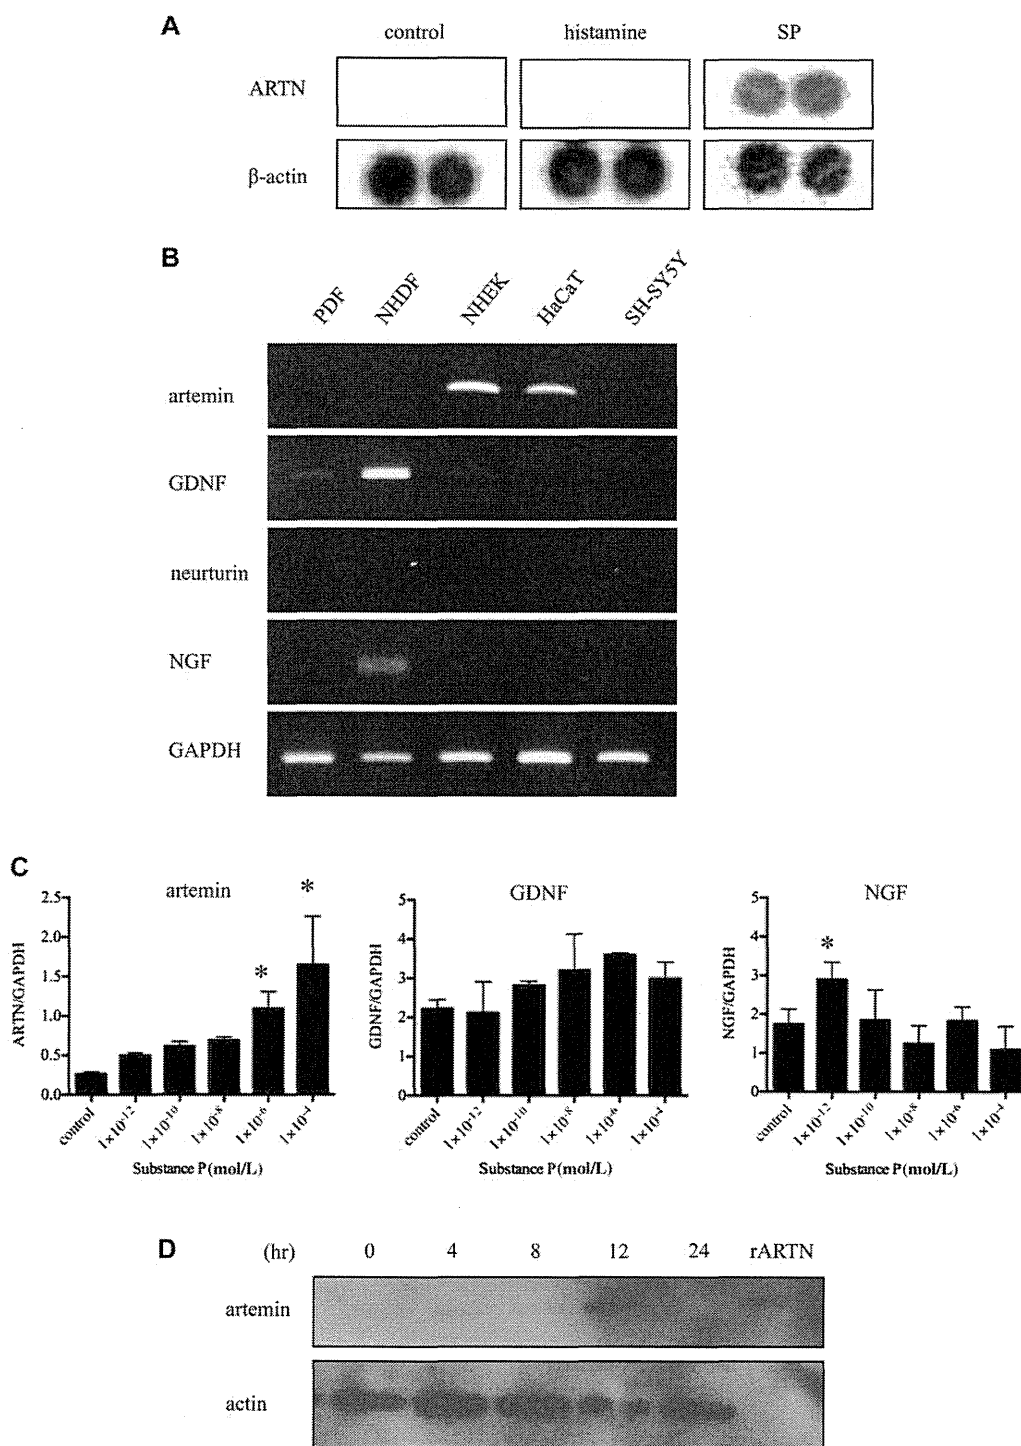 A
control histamine SP
ARTN
β-actin
B
PDF NHDF NHEK HaCaT SH-SY5Y
artemin
GDNF
neurturin
NGF
GAPDH
C
artemin
2.5
2.0
1.5
1.0
0.5
0.0
ARTN/GAPDH
* *
control 1×10⁻¹² 1×10⁻¹⁰ 1×10⁻⁸ 1×10⁻⁶ 1×10⁻⁴
Substance P(mol/L)
GDNF
5
4
3
2
1
0
GDNF/GAPDH
control 1×10⁻¹² 1×10⁻¹⁰ 1×10⁻⁸ 1×10⁻⁶ 1×10⁻⁴
Substance P(mol/L)
NGF
5
4
3
2
1
0
NGF/GAPDH
*
control 1×10⁻¹² 1×10⁻¹⁰ 1×10⁻⁸ 1×10⁻⁶ 1×10⁻⁴
Substance P(mol/L)
D
(hr) 0 4 8 12 24 rARTN
artemin
actin